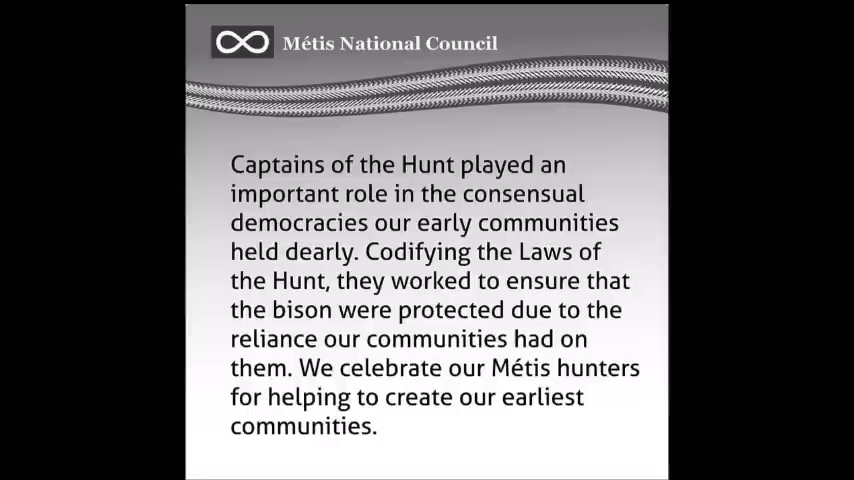 Métis National Council
Captains of the Hunt played an
important role in the consensual
democracies our early communities
held dearly. Codifying the Laws of
the Hunt, they worked to ensure that
the bison were protected due to the
reliance our communities had on
them. We celebrate our Métis hunters
for helping to create our earliest
communities.